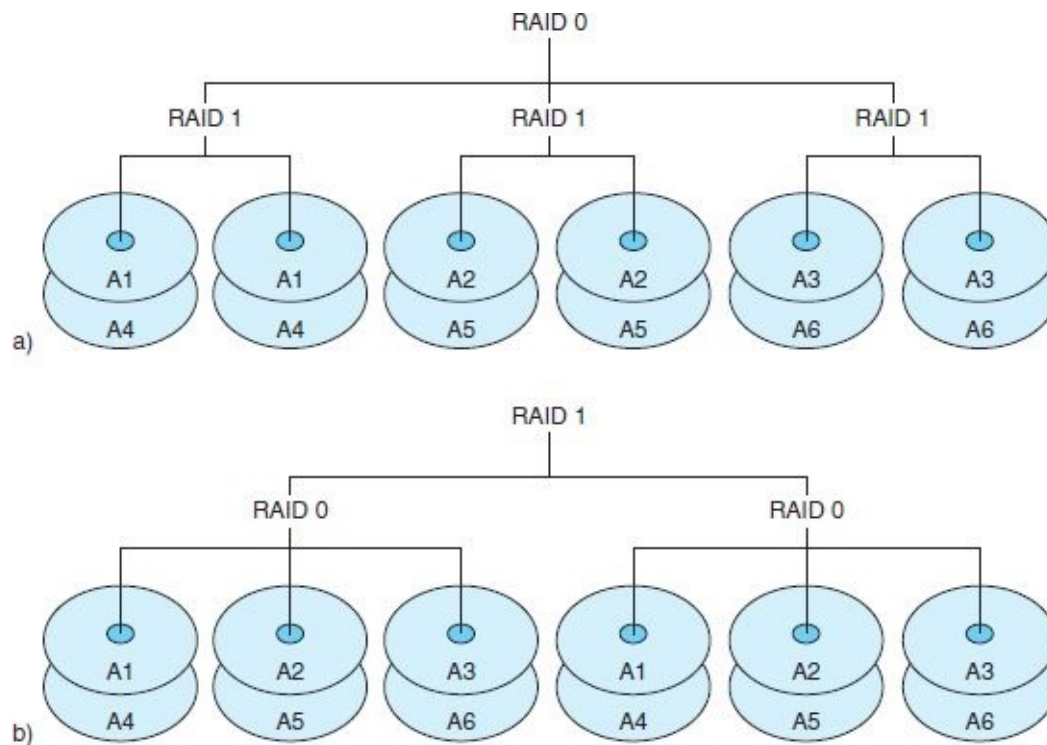 RAID 0
RAID 1 RAID 1 RAID 1
A1 A1 A2 A2 A3 A3
A4 A4 A5 A5 A6 A6
a)
RAID 1
RAID 0 RAID 0
A1 A2 A3 A1 A2 A3
A4 A5 A6 A4 A5 A6
b)